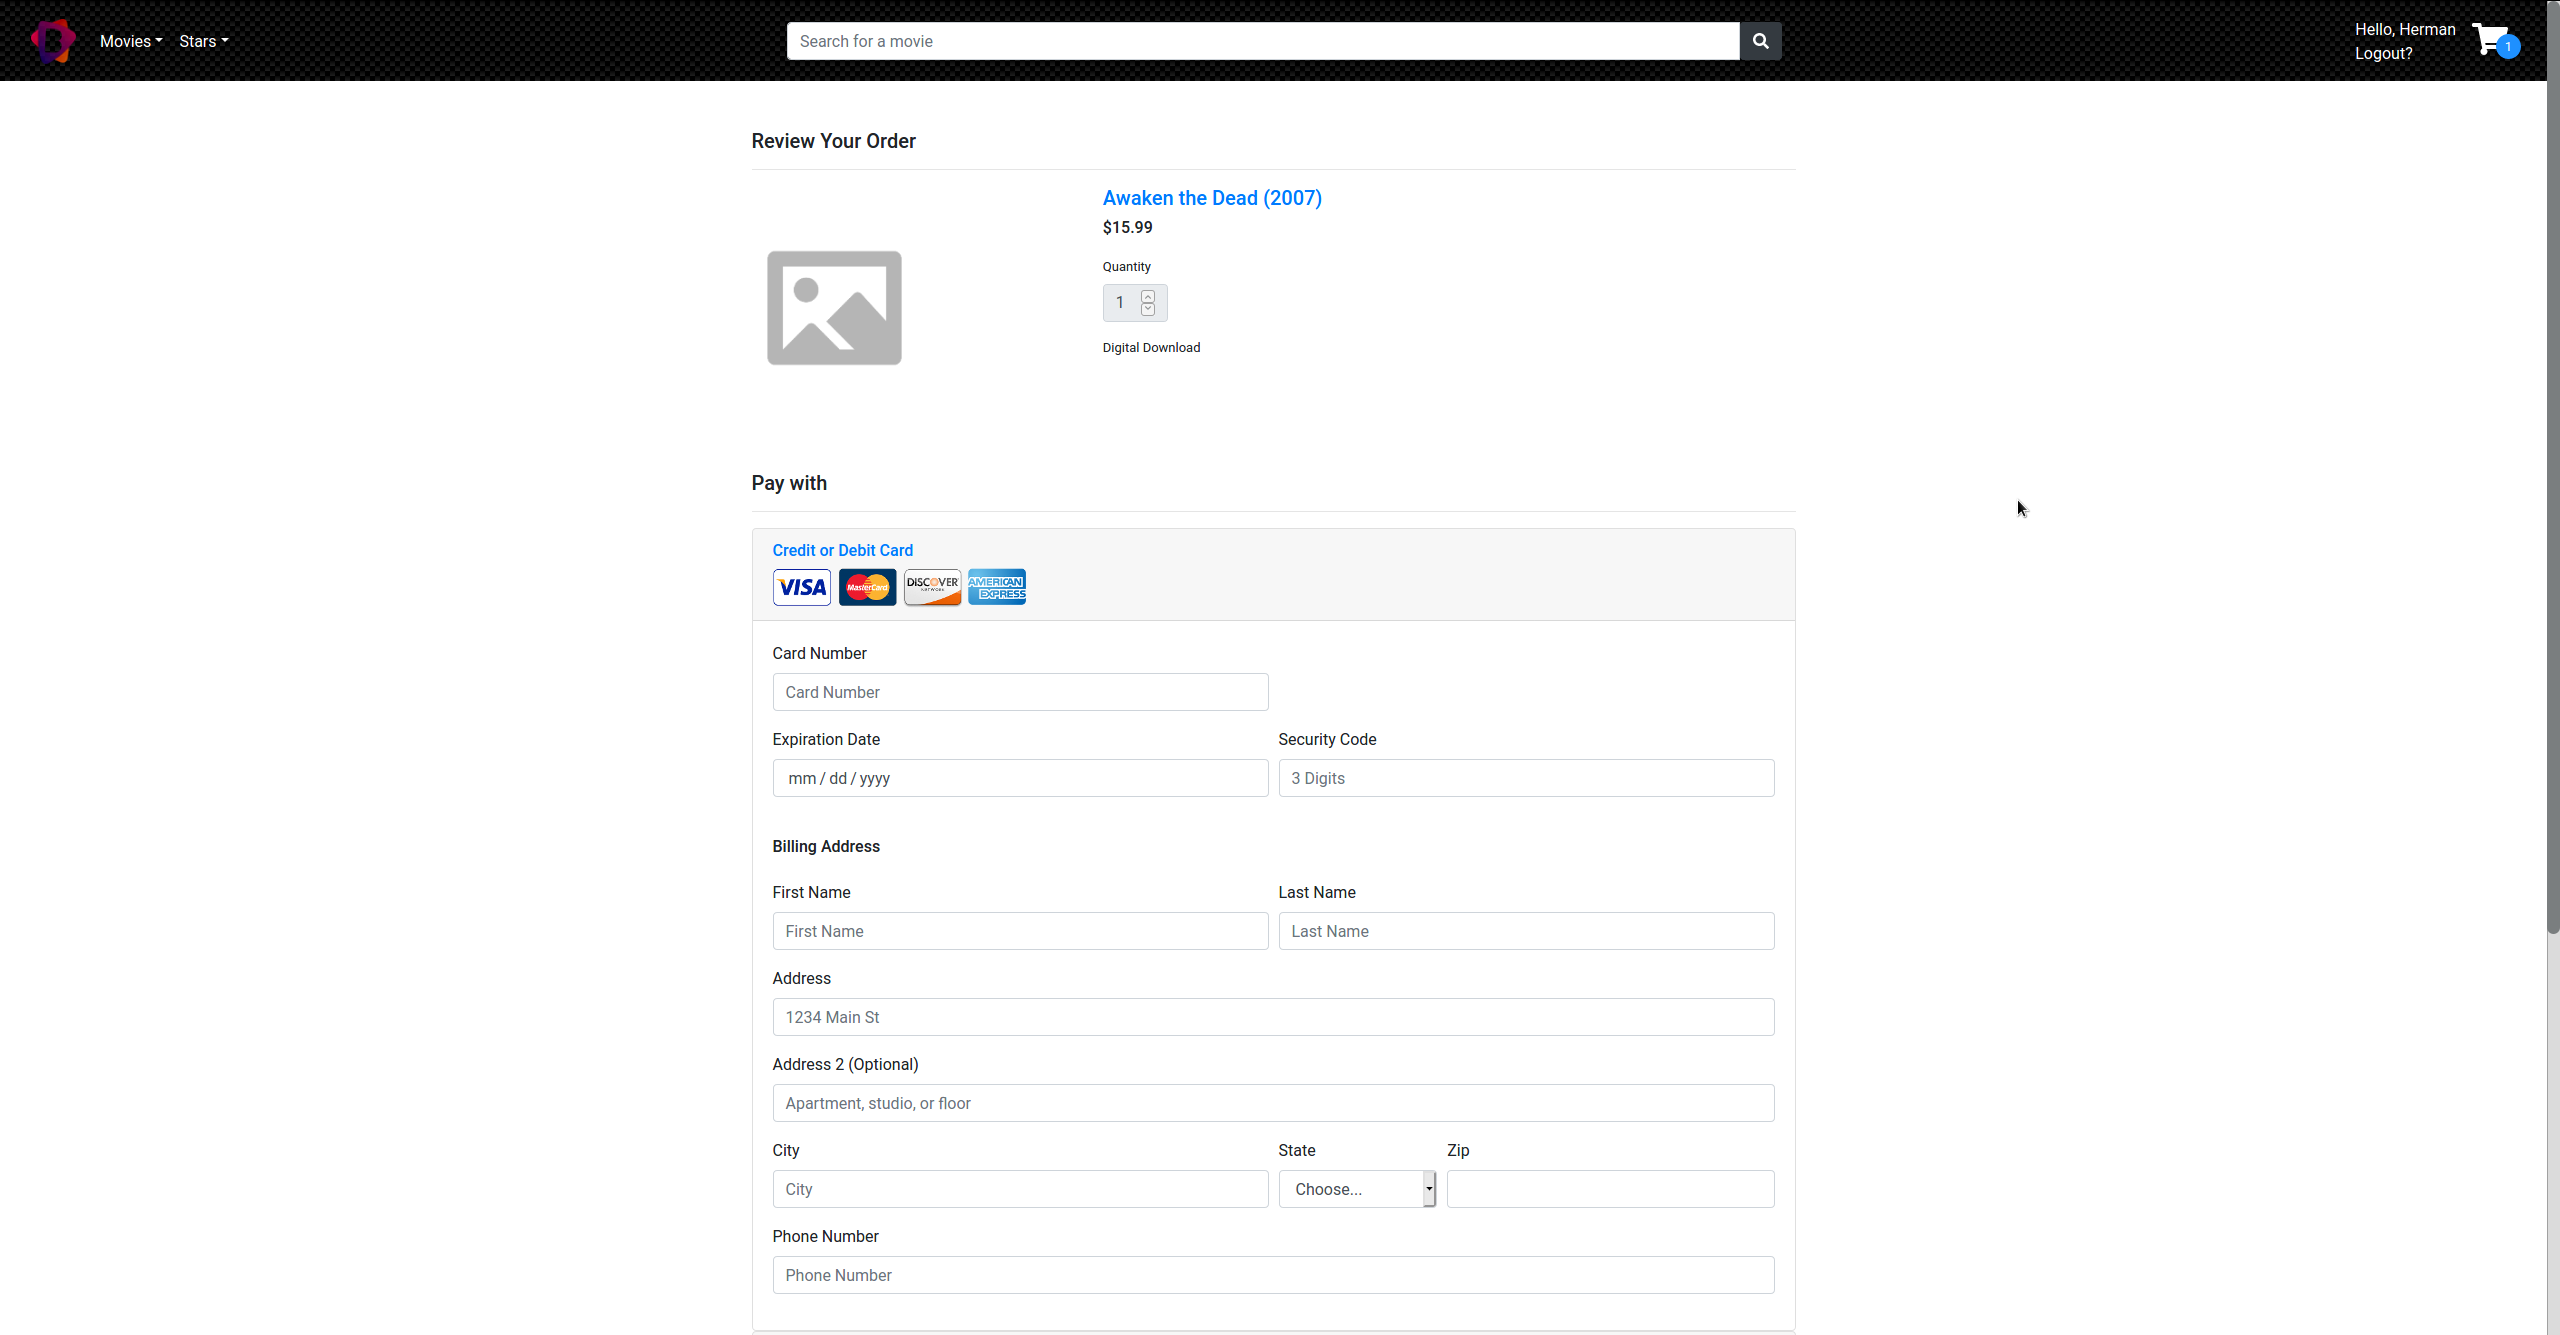 Movies Stars Search for a movie Hello, Herman
Logout? 1
Review Your Order
Awaken the Dead (2007)
$15.99
Quantity
1
Digital Download
Pay with
Credit or Debit Card
VISA MasterCard DISCOVER NETWORK AMERICAN EXPRESS
Card Number
Card Number
Expiration Date Security Code
mm / dd / yyyy 3 Digits
Billing Address
First Name Last Name
First Name Last Name
Address
1234 Main St
Address 2 (Optional)
Apartment, studio, or floor
City State Zip
City Choose...
Phone Number
Phone Number